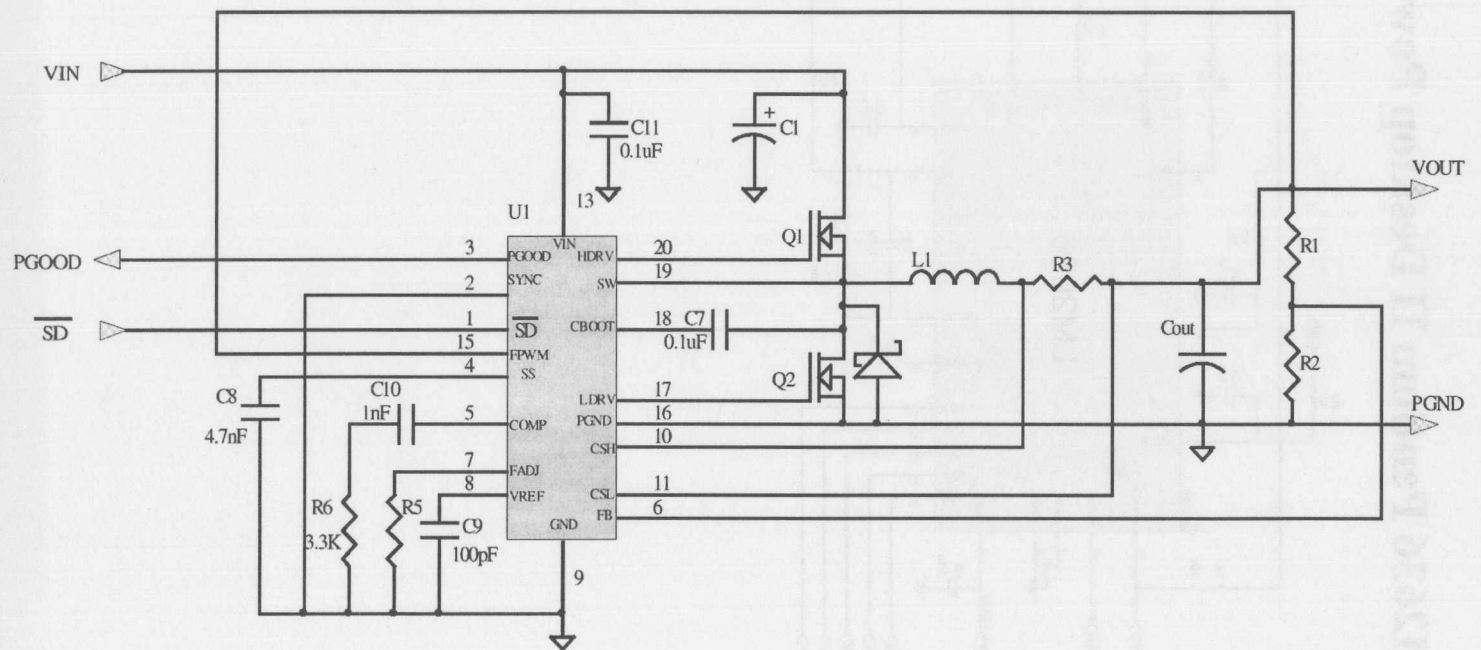 VIN
C11
0.1uF
+
C1
VOUT
13
U1
VIN
PGOOD
3
PGOOD
HDRV
20
Q1
R1
2
SYNC
SW
19
L1
R3
SD
1
SD
CBOOT
18
C7
0.1uF
Cout
15
FPWM
R2
4
SS
Q2
C8
4.7nF
C10
1nF
LDRV
17
5
COMP
PGND
16
PGND
CSH
10
7
FADJ
8
VREF
CSL
11
FB
6
R6
3.3K
R5
C9
100pF
GND
9